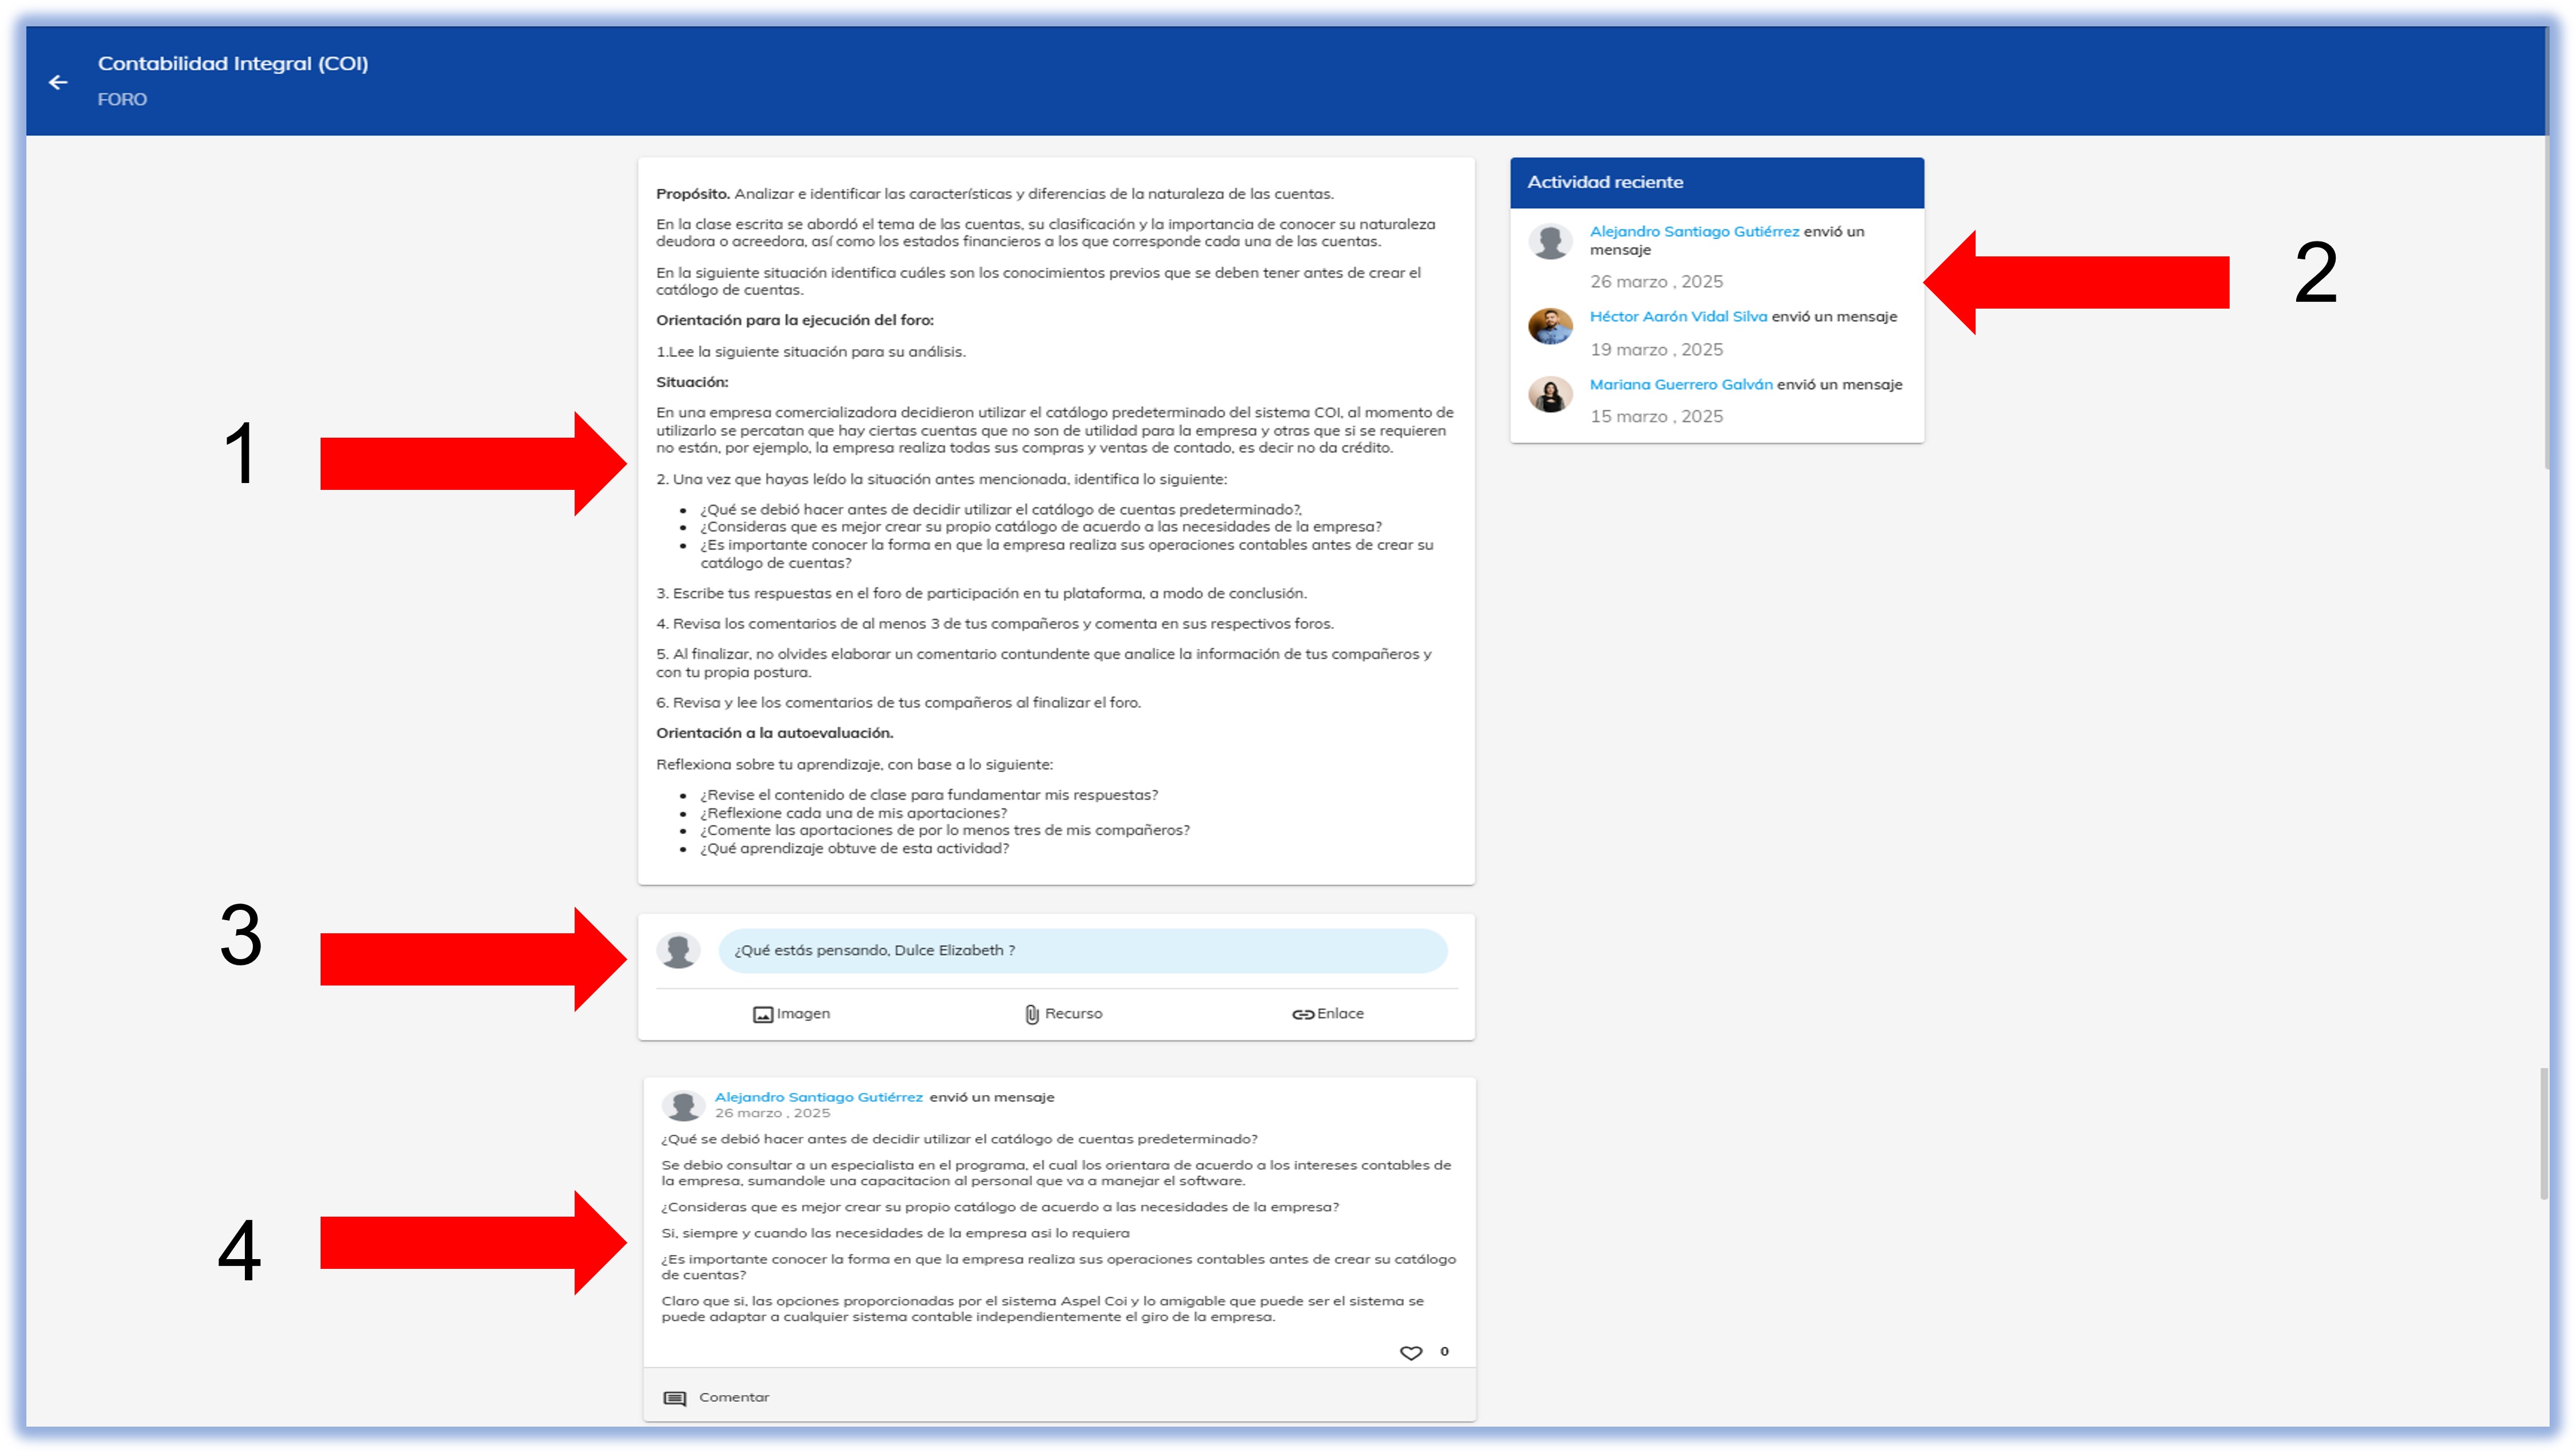 Contabilidad Integral (COI)
FORO
Propósito. Analizar e identificar las características y diferencias de la naturaleza de las cuentas.
En la clase escrita se abordó el tema de las cuentas, su clasificación y la importancia de conocer su naturaleza
deudora o acreedora, así como los estados financieros a los que corresponde cada una de las cuentas.
En la siguiente situación identifica cuáles son los conocimientos previos que se deben tener antes de crear el
catálogo de cuentas.
Orientación para la ejecución del foro:
1.Lee la siguiente situación para su análisis.
Situación:
En una empresa comercializadora decidieron utilizar el catálogo predeterminado del sistema COI, al momento de
utilizarlo se percatan que hay ciertas cuentas que no son de utilidad para la empresa y otras que si se requieren
no están, por ejemplo, la empresa realiza todas sus compras y ventas de contado, es decir no da crédito.
1
2. Una vez que hayas leído la situación antes mencionada, identifica lo siguiente:
• ¿Qué se debió hacer antes de decidir utilizar el catálogo de cuentas predeterminado?,
• ¿Consideras que es mejor crear su propio catálogo de acuerdo a las necesidades de la empresa?
• ¿Es importante conocer la forma en que la empresa realiza sus operaciones contables antes de crear su
catálogo de cuentas?
3. Escribe tus respuestas en el foro de participación en tu plataforma, a modo de conclusión.
4. Revisa los comentarios de al menos 3 de tus compañeros y comenta en sus respectivos foros.
5. Al finalizar, no olvides elaborar un comentario contundente que analice la información de tus compañeros y
con tu propia postura.
6. Revisa y lee los comentarios de tus compañeros al finalizar el foro.
Orientación a la autoevaluación.
Reflexiona sobre tu aprendizaje, con base a lo siguiente:
• ¿Revise el contenido de clase para fundamentar mis respuestas?
• ¿Reflexione cada una de mis aportaciones?
• ¿Comente las aportaciones de por lo menos tres de mis compañeros?
• ¿Qué aprendizaje obtuve de esta actividad?
Actividad reciente
Alejandro Santiago Gutiérrez envió un
mensaje
26 marzo , 2025
Héctor Aarón Vidal Silva envió un mensaje
19 marzo , 2025
Mariana Guerrero Galván envió un mensaje
15 marzo , 2025
2
3
¿Qué estás pensando, Dulce Elizabeth ?
Imagen Recurso Enlace
Alejandro Santiago Gutiérrez envió un mensaje
26 marzo , 2025
¿Qué se debió hacer antes de decidir utilizar el catálogo de cuentas predeterminado?
Se debio consultar a un especialista en el programa, el cual los orientara de acuerdo a los intereses contables de
la empresa, sumandole una capacitacion al personal que va a manejar el software.
¿Consideras que es mejor crear su propio catálogo de acuerdo a las necesidades de la empresa?
Si, siempre y cuando las necesidades de la empresa asi lo requiera
4
¿Es importante conocer la forma en que la empresa realiza sus operaciones contables antes de crear su catálogo
de cuentas?
Claro que si, las opciones proporcionadas por el sistema Aspel Coi y lo amigable que puede ser el sistema se
puede adaptar a cualquier sistema contable independientemente el giro de la empresa.
0
Comentar